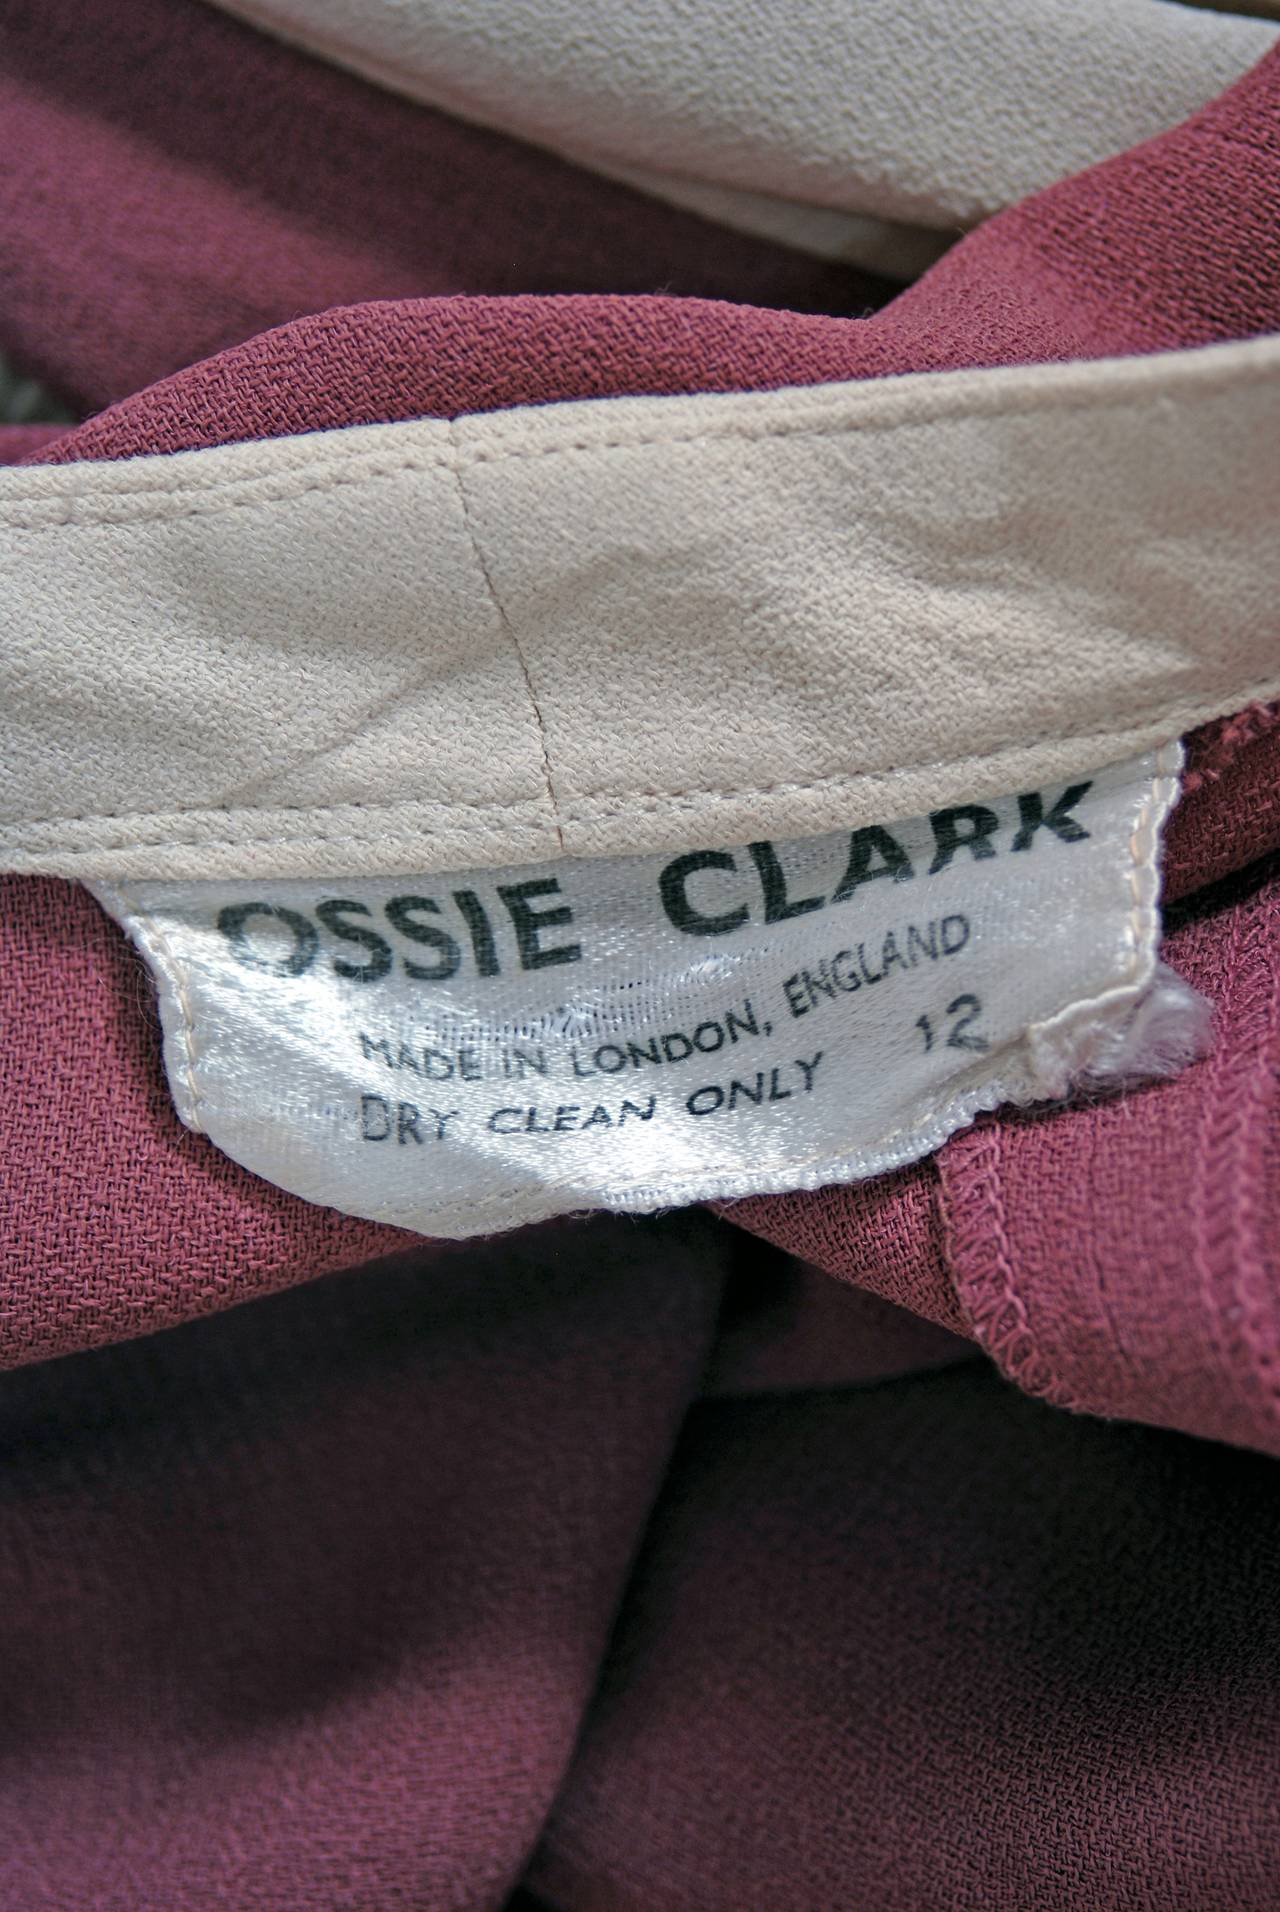 OSSIE CLARK
MADE IN LONDON, ENGLAND
DRY CLEAN ONLY 12